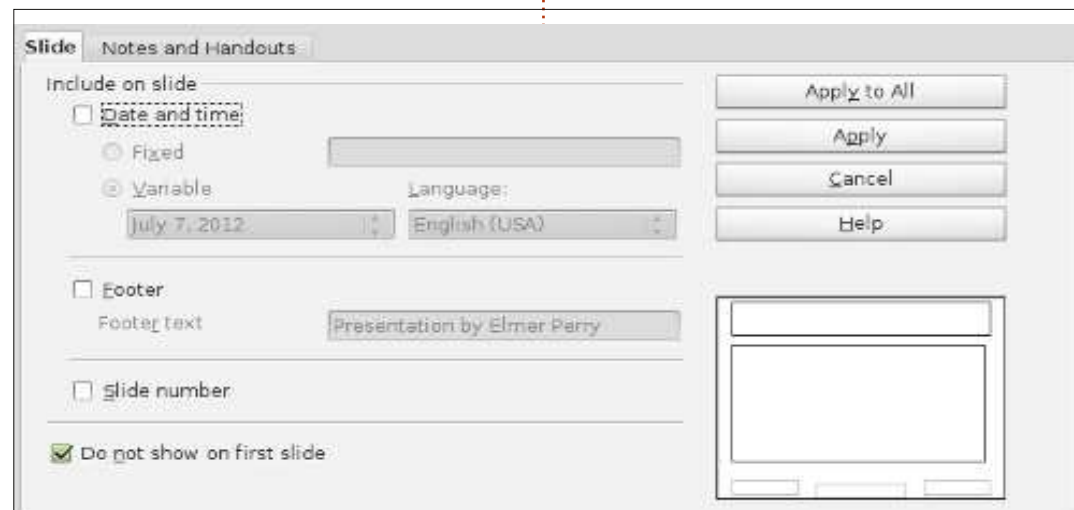 Slide Notes and Handouts
Include on slide
Date and time
Fixed
Variable Language:
July 7, 2012 English (USA)
Footer
Footer text Presentation by Elmer Perry
Slide number
Do not show on first slide
Apply to All
Apply
Cancel
Help